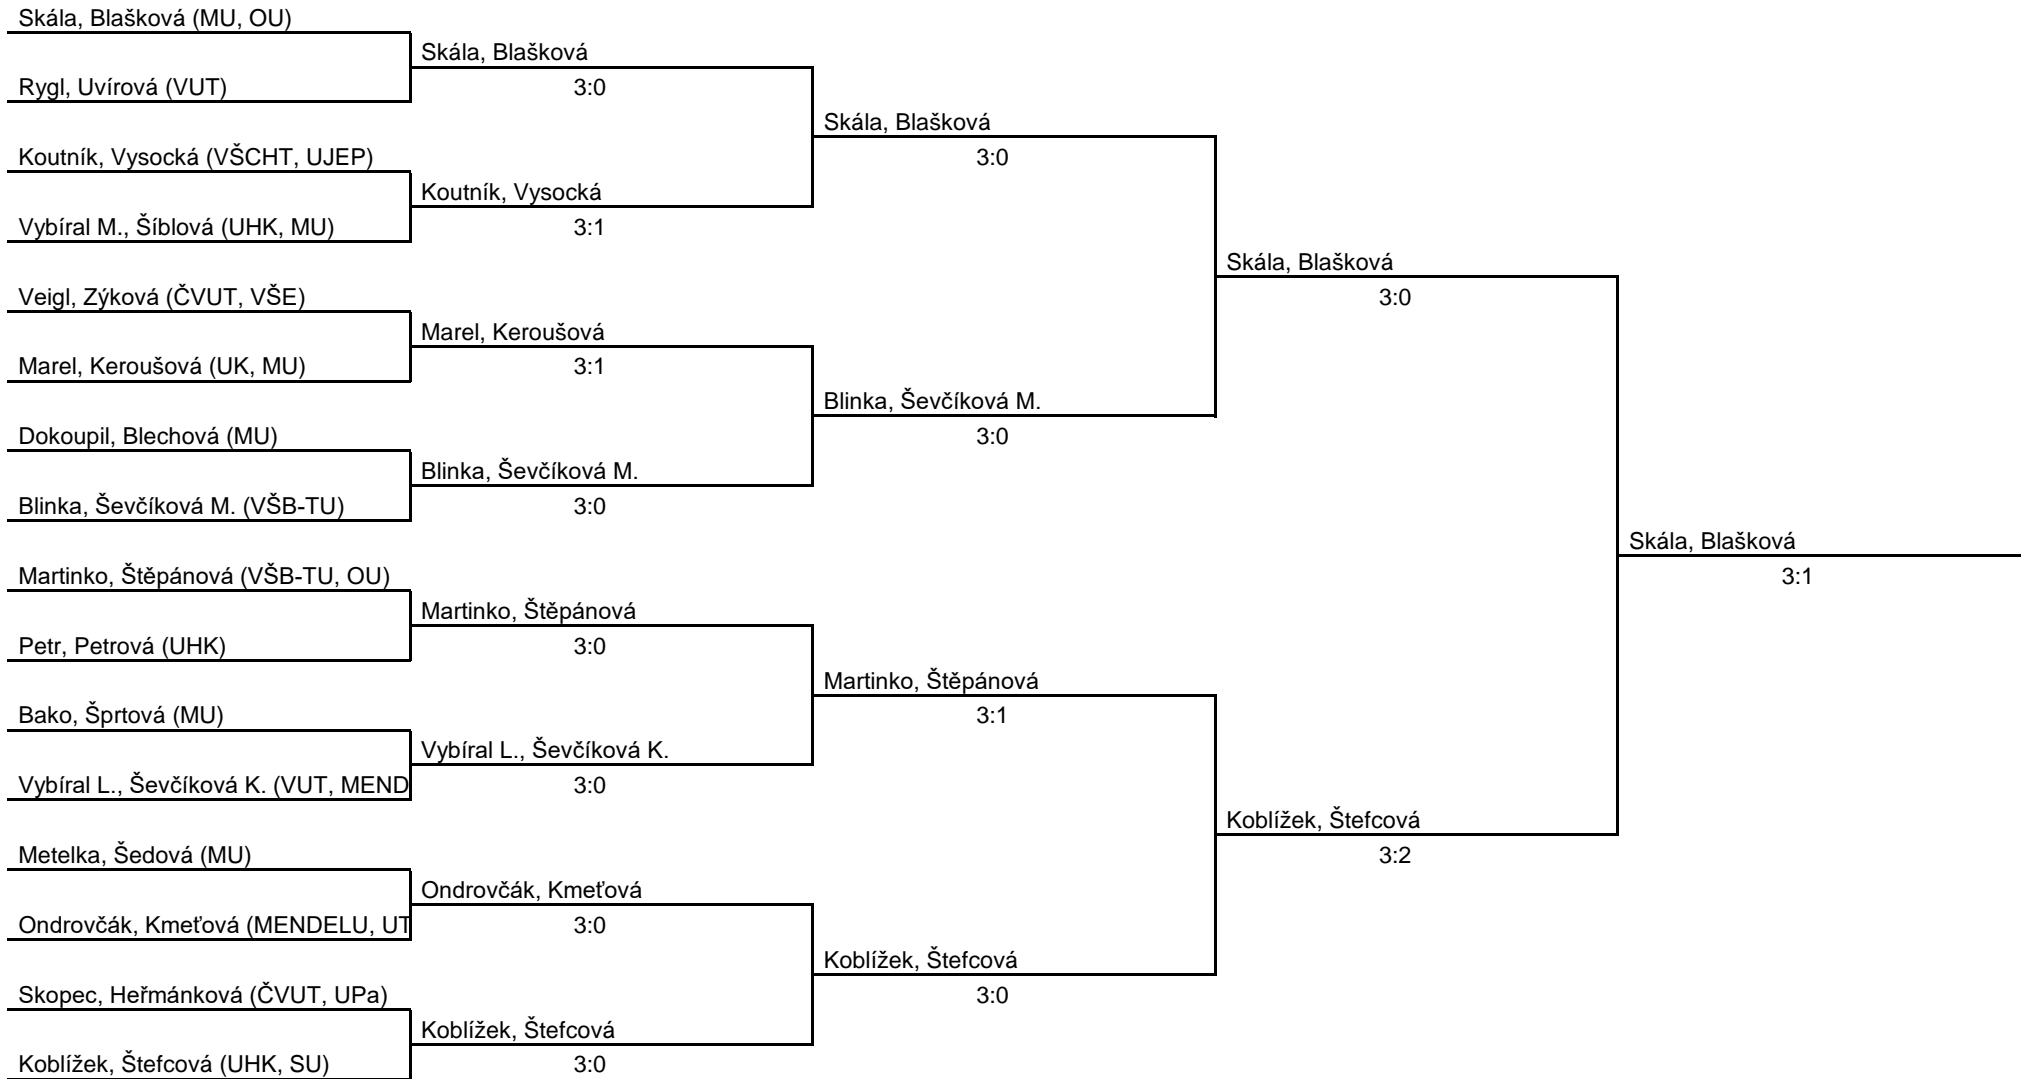 Skála, Blašková (MU, OU)
Skála, Blašková
Rygl, Uvírová (VUT)
3:0
Skála, Blašková
Koutník, Vysocká (VŠCHT, UJEP)
3:0
Koutník, Vysocká
Vybíral M., Šíblová (UHK, MU)
3:1
Skála, Blašková
Veigl, Zýková (ČVUT, VŠE)
3:0
Marel, Keroušová
Marel, Keroušová (UK, MU)
3:1
Blinka, Ševčíková M.
Dokoupil, Blechová (MU)
3:0
Blinka, Ševčíková M.
Blinka, Ševčíková M. (VŠB-TU)
3:0
Skála, Blašková
Martinko, Štěpánová (VŠB-TU, OU)
3:1
Martinko, Štěpánová
Petr, Petrová (UHK)
3:0
Martinko, Štěpánová
Bako, Šprtová (MU)
3:1
Vybíral L., Ševčíková K.
Vybíral L., Ševčíková K. (VUT, MEND
3:0
Koblížek, Štefcová
Metelka, Šedová (MU)
3:2
Ondrovčák, Kmeťová
Ondrovčák, Kmeťová (MENDELU, UT
3:0
Koblížek, Štefcová
Skopec, Heřmánková (ČVUT, UPa)
3:0
Koblížek, Štefcová
Koblížek, Štefcová (UHK, SU)
3:0